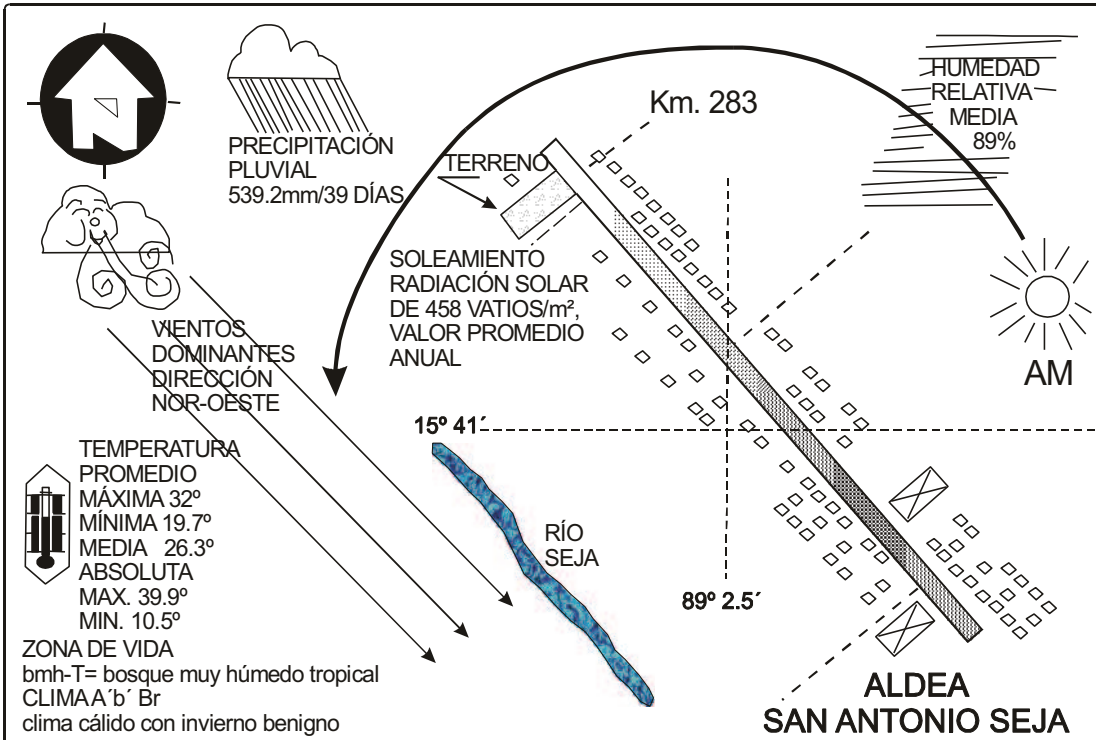 PRECIPITACIÓN
PLUVIAL
539.2mm/39 DÍAS
Km. 283
HUMEDAD
RELATIVA
MEDIA
89%
TERRENO
SOLEAMIENTO
RADIACIÓN SOLAR
DE 458 VATIOS/m²,
VALOR PROMEDIO
ANUAL
AM
VIENTOS
DOMINANTES
DIRECCIÓN
NOR-OESTE
15º 41´
TEMPERATURA
PROMEDIO
MÁXIMA 32º
MÍNIMA 19.7º
MEDIA 26.3º
ABSOLUTA
MAX. 39.9º
MIN. 10.5º
RÍO
SEJA
89º 2.5´
ZONA DE VIDA
bmh-T= bosque muy húmedo tropical
CLIMA A´b´ Br
clima cálido con invierno benigno
ALDEA
SAN ANTONIO SEJA